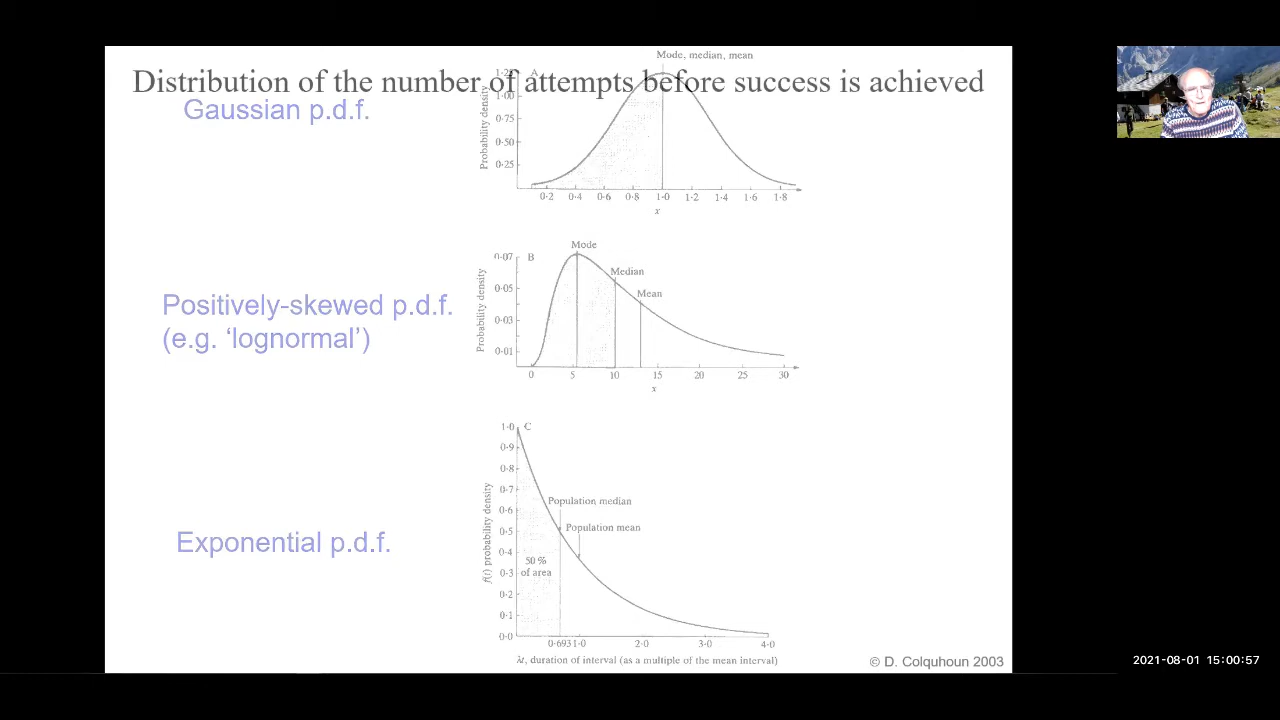 Distribution of the number of attempts before success is achieved
Gaussian p.d.f.
Mode, median, mean
A
Probability density
1·25
1·00
0·75
0·50
0·25
0·2 0·4 0·6 0·8 1·0 1·2 1·4 1·6 1·8
x
Positively-skewed p.d.f.
(e.g. ‘lognormal’)
Mode
B
Median
Mean
Probability density
0·07
0·05
0·03
0·01
0 5 10 15 20 25 30
x
Exponential p.d.f.
C
1·0
0·9
0·8
0·7
0·6
0·5
0·4
0·3
0·2
0·1
0·0
f(t) probability density
Population median
Population mean
50 %
of area
0·693 1·0 2·0 3·0 4·0
λt, duration of interval (as a multiple of the mean interval)
© D. Colquhoun 2003
2021-08-01 15:00:57